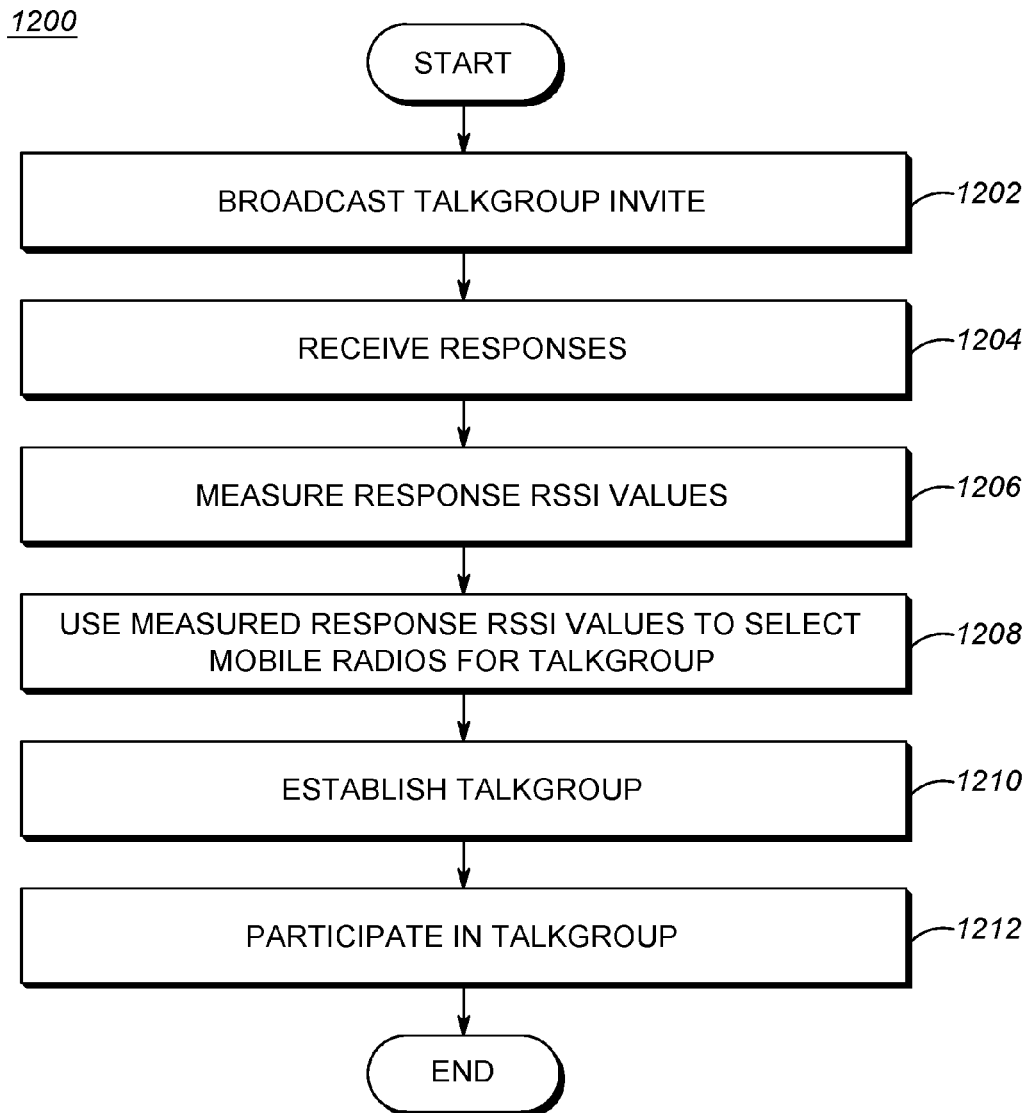 1200
START
BROADCAST TALKGROUP INVITE
1202
RECEIVE RESPONSES
1204
MEASURE RESPONSE RSSI VALUES
1206
USE MEASURED RESPONSE RSSI VALUES TO SELECT
MOBILE RADIOS FOR TALKGROUP
1208
ESTABLISH TALKGROUP
1210
PARTICIPATE IN TALKGROUP
1212
END